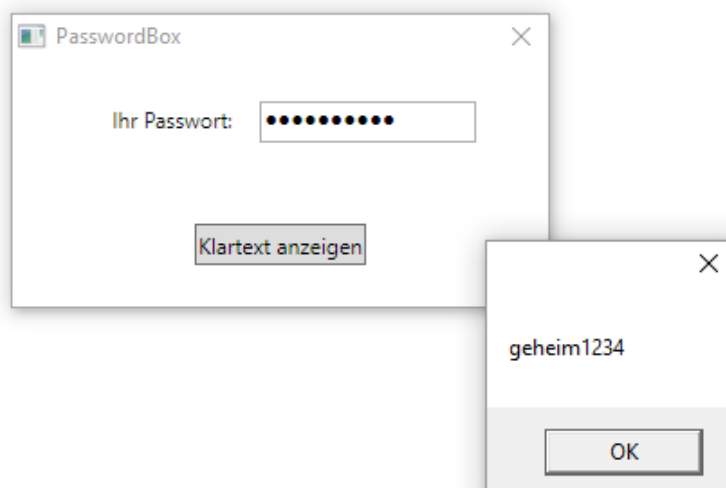 PasswordBox
Ihr Passwort: ●●●●●●●●●●
Klartext anzeigen
geheim1234
OK